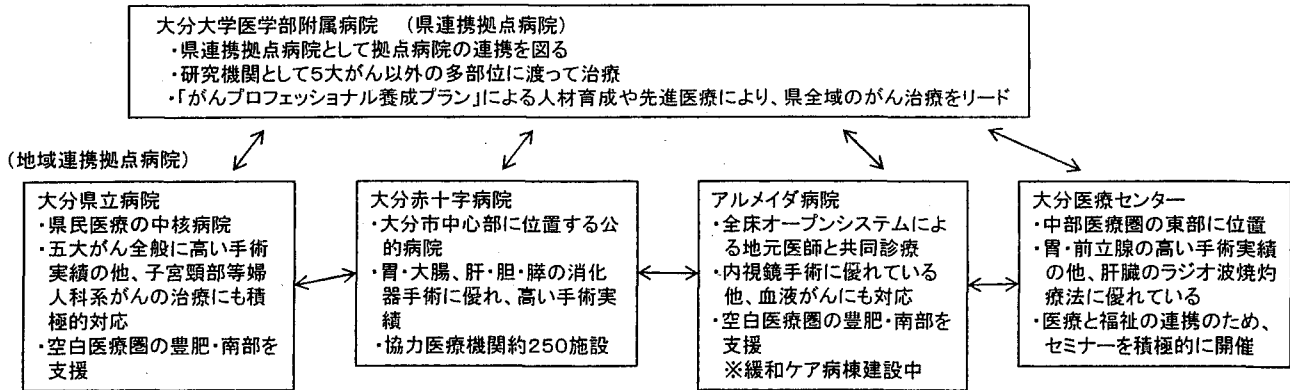 大分大学医学部附属病院　(県連携拠点病院)
・県連携拠点病院として拠点病院の連携を図る
・研究機関として5大がん以外の多部位に渡って治療
・「がんプロフェッショナル養成プラン」による人材育成や先進医療により、県全域のがん治療をリード
(地域連携拠点病院)
大分県立病院
・県民医療の中核病院
・五大がん全般に高い手術
実績の他、子宮頸部等婦
人科系がんの治療にも積
極的対応
・空白医療圏の豊肥・南部を
支援
大分赤十字病院
・大分市中心部に位置する公
的病院
・胃・大腸、肝・胆・膵の消化
器手術に優れ、高い手術実
績
・協力医療機関約250施設
アルメイダ病院
・全床オープンシステムによ
る地元医師と共同診療
・内視鏡手術に優れている
他、血液がんにも対応
・空白医療圏の豊肥・南部を
支援
※緩和ケア病棟建設中
大分医療センター
・中部医療圏の東部に位置
・胃・前立腺の高い手術実績
の他、肝臓のラジオ波焼灼
療法に優れている
・医療と福祉の連携のため、
セミナーを積極的に開催